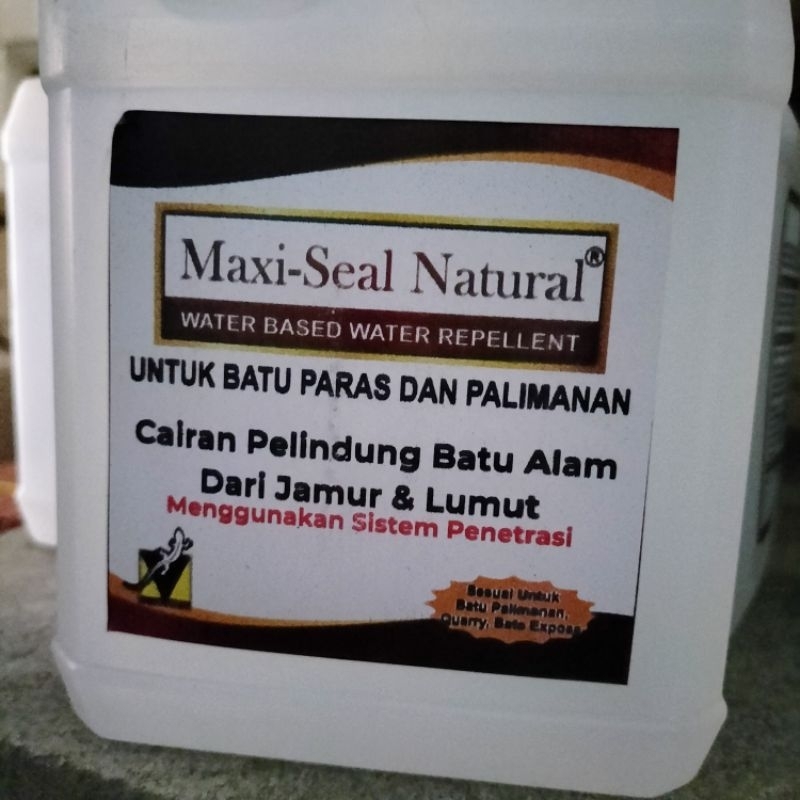 Maxi-Seal Natural®
WATER BASED WATER REPELLENT
UNTUK BATU PARAS DAN PALIMANAN
Cairan Pelindung Batu Alam
Dari Jamur & Lumut
Menggunakan Sistem Penetrasi
Sesuai Untuk
Batu Palimanan,
Quarry, Bata Expose